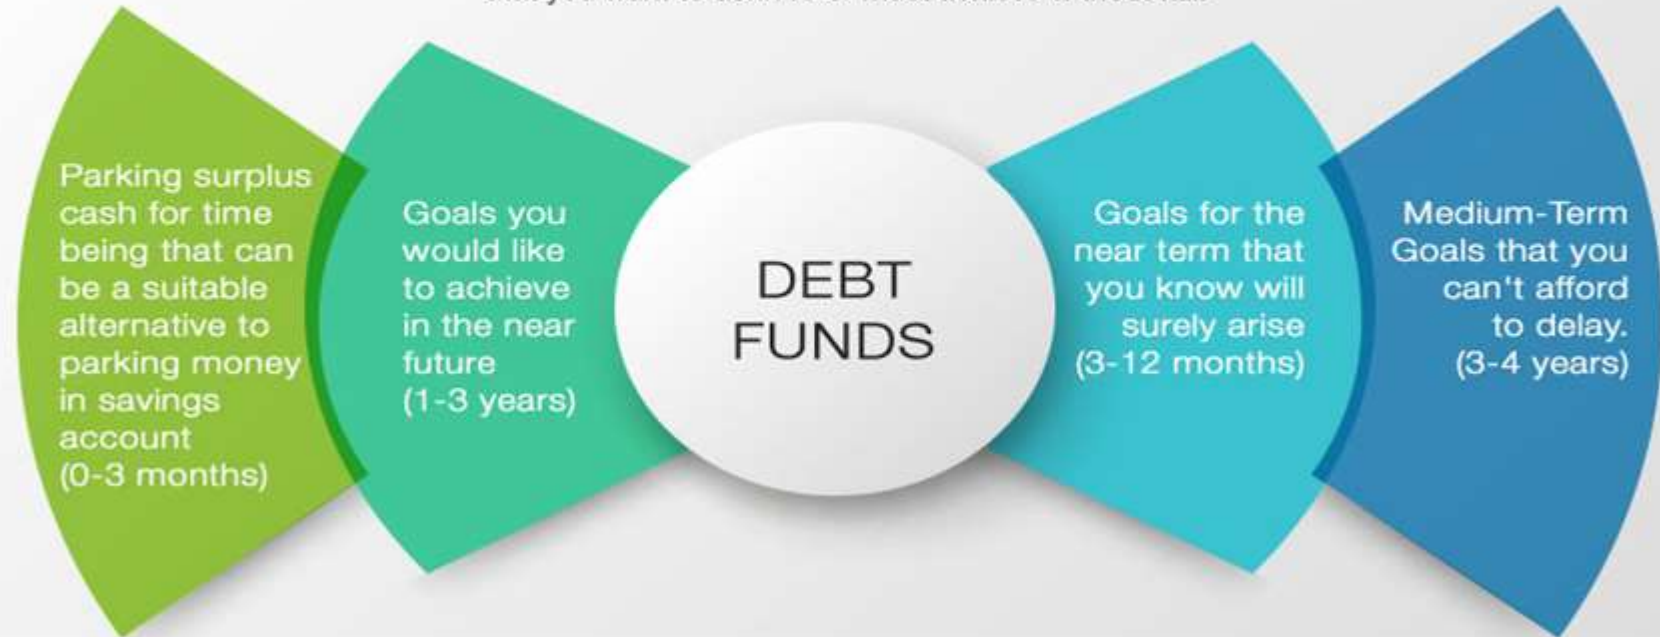 Parking surplus
cash for time
being that can
be a suitable
alternative to
parking money
in savings
account
(0-3 months)
Goals you
would like
to achieve
in the near
future
(1-3 years)
DEBT
FUNDS
Goals for the
near term that
you know will
surely arise
(3-12 months)
Medium-Term
Goals that you
can't afford
to delay.
(3-4 years)